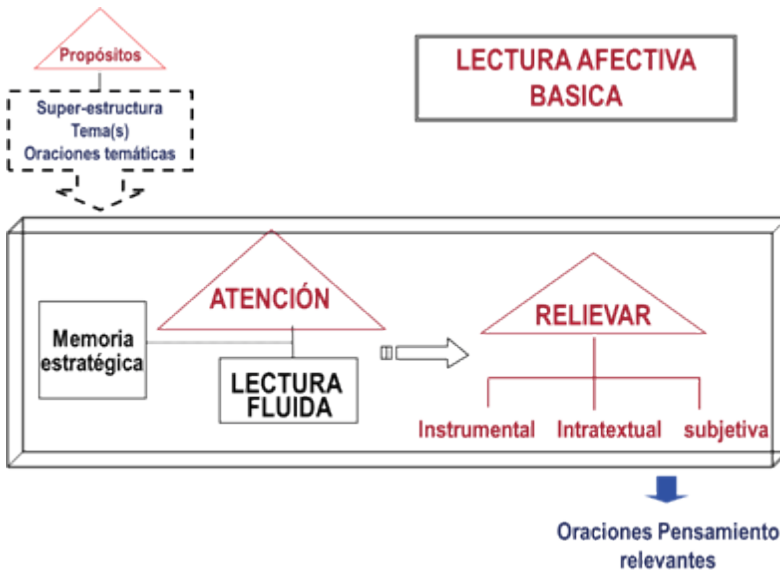 Propósitos
LECTURA AFECTIVA
BASICA
Super-estructura
Tema(s)
Oraciones temáticas
ATENCIÓN
RELIEVAR
Memoria
estratégica
LECTURA
FLUIDA
Instrumental Intratextual subjetiva
Oraciones Pensamiento
relevantes